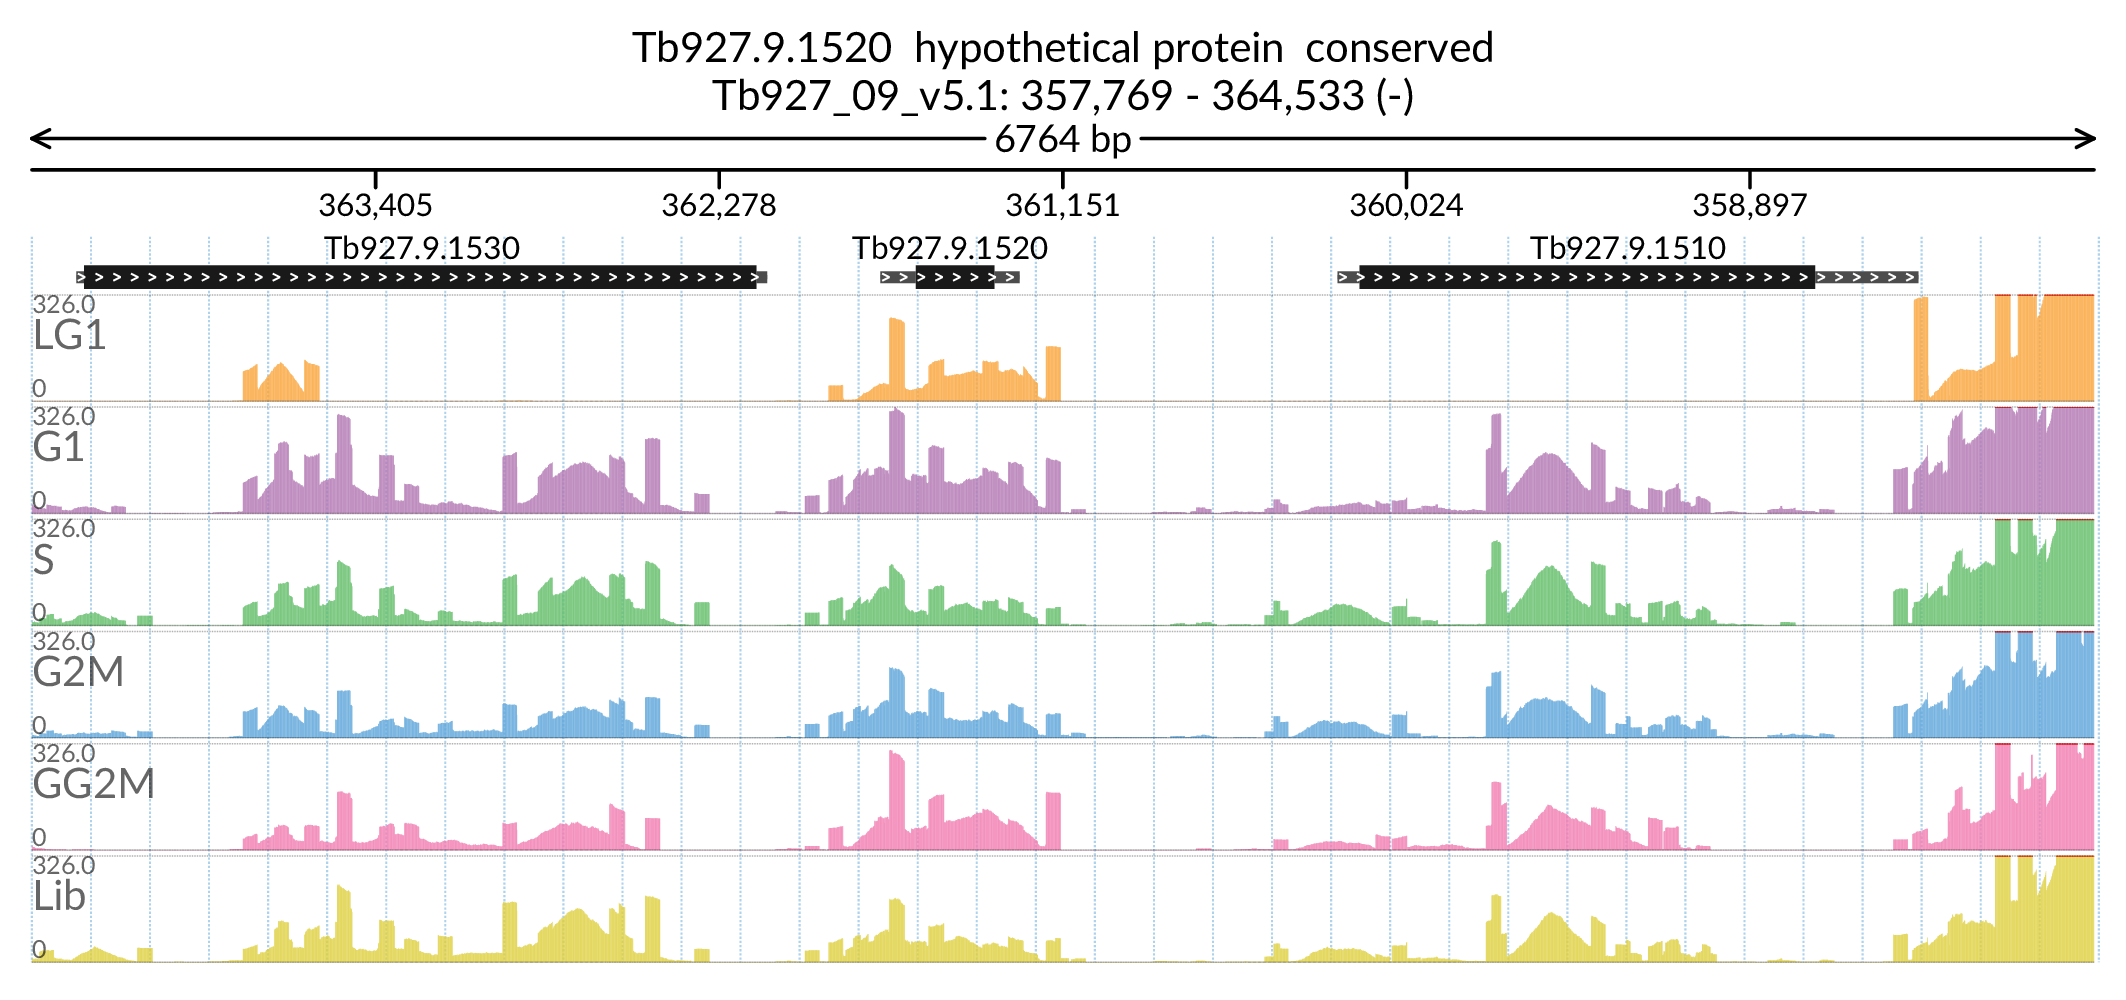 Tb927.9.1520 hypothetical protein conserved
Tb927_09_v5.1: 357,769 - 364,533 (-)
6764 bp
363,405 362,278 361,151 360,024 358,897
Tb927.9.1530 Tb927.9.1520 Tb927.9.1510
326.0
LG1
0
326.0
G1
0
326.0
S
0
326.0
G2M
0
326.0
GG2M
0
326.0
Lib
0